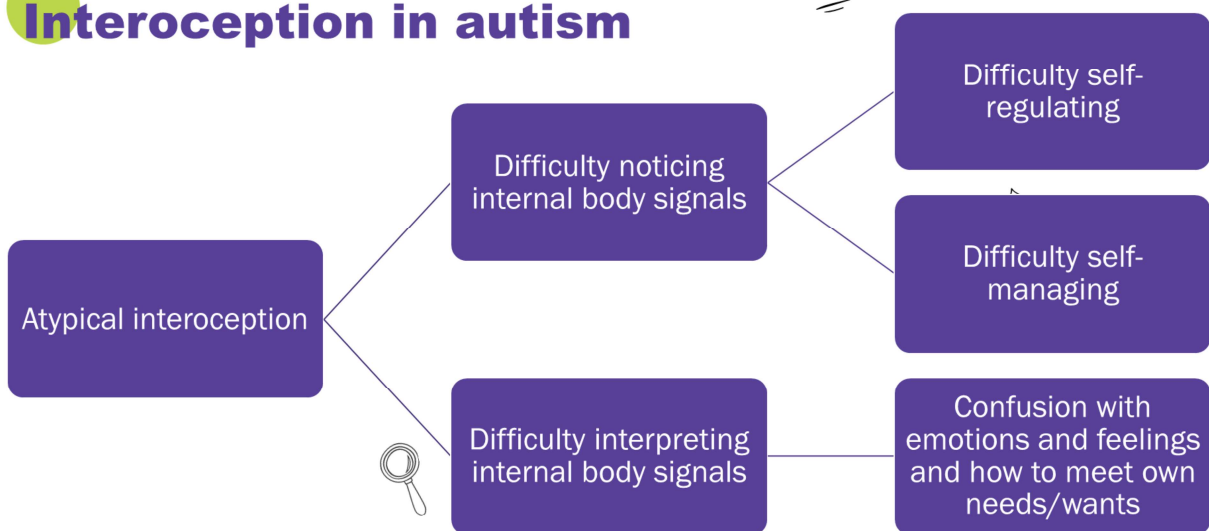 Interoception in autism
Atypical interoception
Difficulty noticing
internal body signals
Difficulty interpreting
internal body signals
Difficulty self-
regulating
Difficulty self-
managing
Confusion with
emotions and feelings
and how to meet own
needs/wants